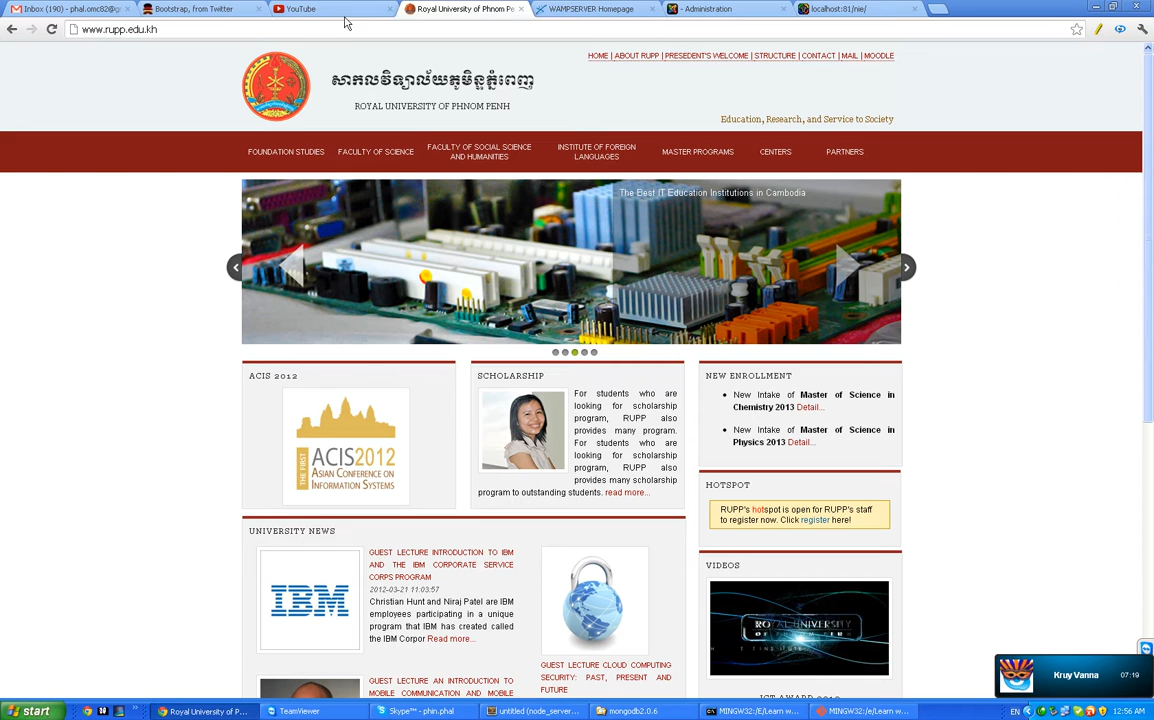 Inbox (190) - phal.omc82@g
Bootstrap, from Twitter
YouTube
Royal University of Phnom Pe
WAMPSERVER Homepage
- Administration
localhost:81/nie/
www.rupp.edu.kh
HOME | ABOUT RUPP | PRESEDENT'S WELCOME | STRUCTURE | CONTACT | MAIL | MOODLE
សាកលវិទ្យាល័យភូមិន្ទភ្នំពេញ
ROYAL UNIVERSITY OF PHNOM PENH
Education, Research, and Service to Society
FOUNDATION STUDIES
FACULTY OF SCIENCE
FACULTY OF SOCIAL SCIENCE
AND HUMANITIES
INSTITUTE OF FOREIGN
LANGUAGES
MASTER PROGRAMS
CENTERS
PARTNERS
The Best IT Education Institutions in Cambodia
ACIS 2012
THE FIRST
ACIS2012
ASIAN CONFERENCE
ON INFORMATION SYSTEMS
SCHOLARSHIP
For students who are
looking for scholarship
program, RUPP also
provides many program.
For students who are
looking for scholarship
program, RUPP also
provides many scholarship
program to outstanding students. read more...
NEW ENROLLMENT
New Intake of Master of Science in
Chemistry 2013 Detail...
New Intake of Master of Science in
Physics 2013 Detail...
HOTSPOT
RUPP's hotspot is open for RUPP's staff
to register now. Click register here!
UNIVERSITY NEWS
IBM
GUEST LECTURE INTRODUCTION TO IBM
AND THE IBM CORPORATE SERVICE
CORPS PROGRAM
2012-03-21 11:03:57
Christian Hunt and Niraj Patel are IBM
employees participating in a unique
program that IBM has created called
the IBM Corpor Read more...
GUEST LECTURE AN INTRODUCTION TO
MOBILE COMMUNICATION AND MOBILE
GUEST LECTURE CLOUD COMPUTING
SECURITY: PAST, PRESENT AND
FUTURE
VIDEOS
ROYAL UNIVERSITY
Kruy Vanna
07:19
start
Royal University of P...
TeamViewer
Skype™ - phin.phal
untitled (node_server...
mongodb2.0.6
MINGW32:/E/Learn w...
MINGW32:/E/Learn w...
EN
12:56 AM